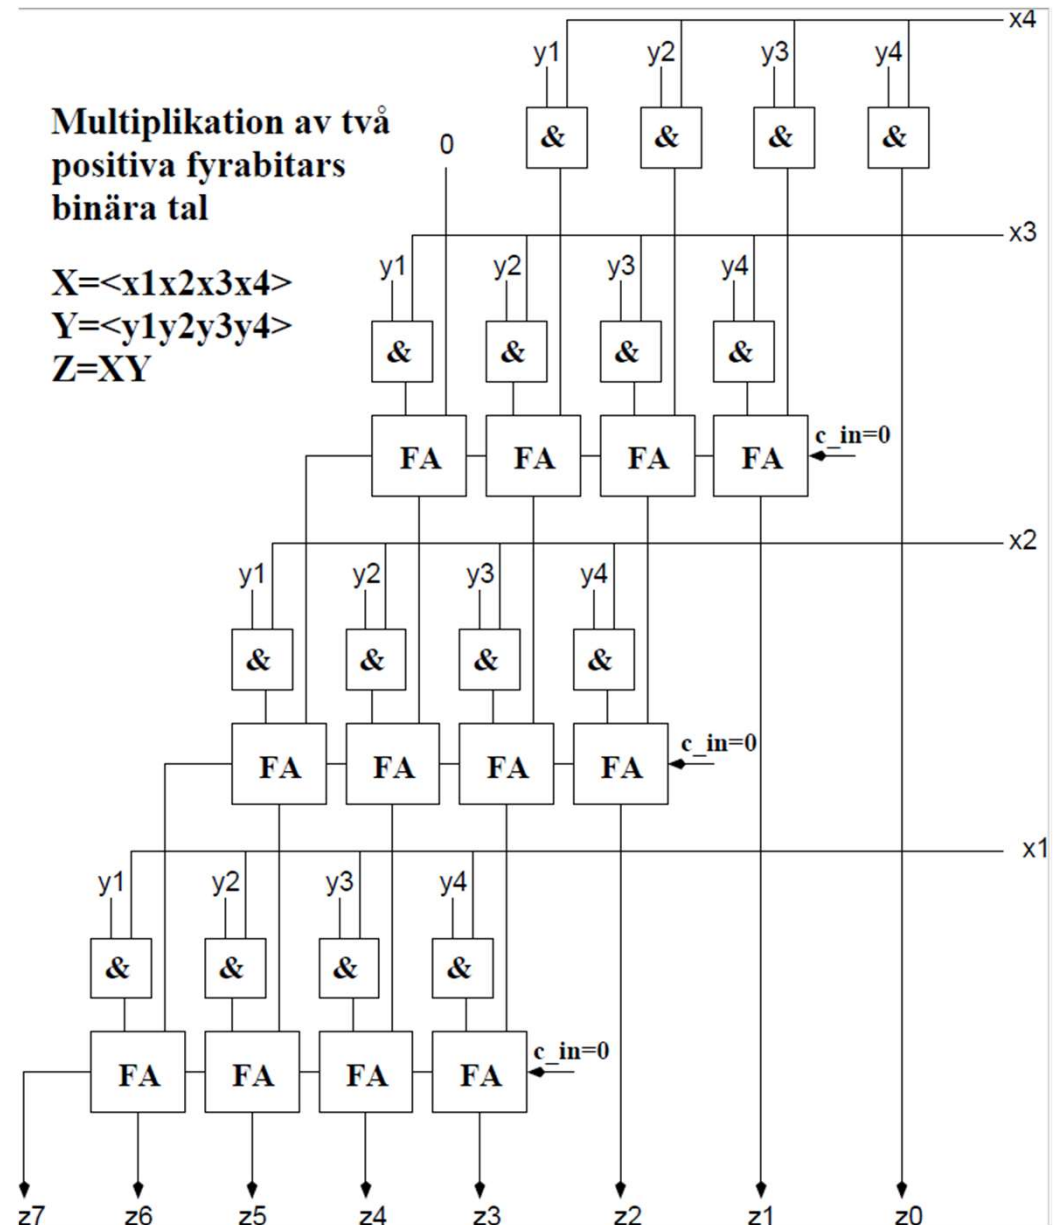 x4
y1 y2 y3 y4
Multiplikation av två
positiva fyrabitars
binära tal
0
& & & &
x3
y1 y2 y3 y4
X=<x1x2x3x4>
Y=<y1y2y3y4>
Z=XY
& & & &
c_in=0
FA FA FA FA
x2
y1 y2 y3 y4
& & & &
c_in=0
FA FA FA FA
x1
y1 y2 y3 y4
& & & &
c_in=0
FA FA FA FA
z7 z6 z5 z4 z3 z2 z1 z0